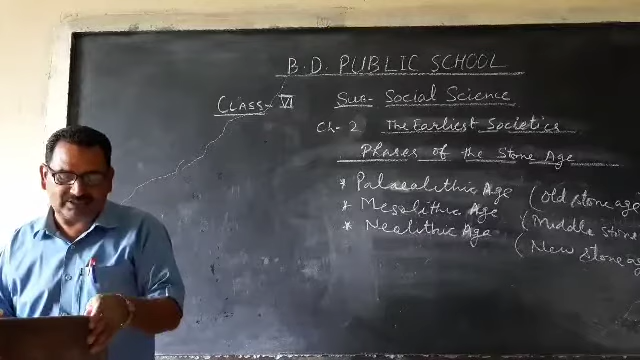 B.D. PUBLIC SCHOOL
CLASS- VI
Sub- Social Science
Ch- 2 The Earliest Societies
Phases of the Stone Age
* Palaeolithic Age (Old stone age
* Mesolithic Age (Middle stone
* Neolithic Age (New stone ag